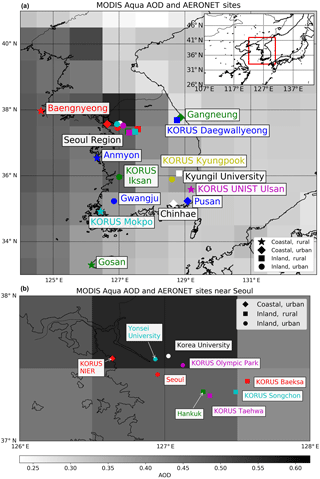 MODIS Aqua AOD and AERONET sites
(a)
46°N
41°N
36°N
31°N
26°N
107°E 117°E 127°E 137°E
40°N
38°N
36°N
34°N
Baengnyeong
Gangneung
KORUS Daegwallyeong
Seoul Region
Anmyon
KORUS Kyungpook
KORUS
Iksan
Kyungil University
KORUS UNIST Ulsan
Gwangju
Pusan
KORUS Mokpo
Chinhae
Gosan
Coastal, rural
Coastal, urban
Inland, rural
Inland, urban
125°E 127°E 129°E 131°E
(b)
MODIS Aqua AOD and AERONET sites near Seoul
38°N
Coastal, urban
Inland, rural
Inland, urban
Yonsei
University
Korea University
KORUS
NIER
KORUS Olympic Park
Seoul
KORUS Baeksa
KORUS Songchon
Hankuk
KORUS Taehwa
37°N
126°E 127°E 128°E
0.25 0.30 0.35 0.40 0.45 0.50 0.55 0.60
AOD